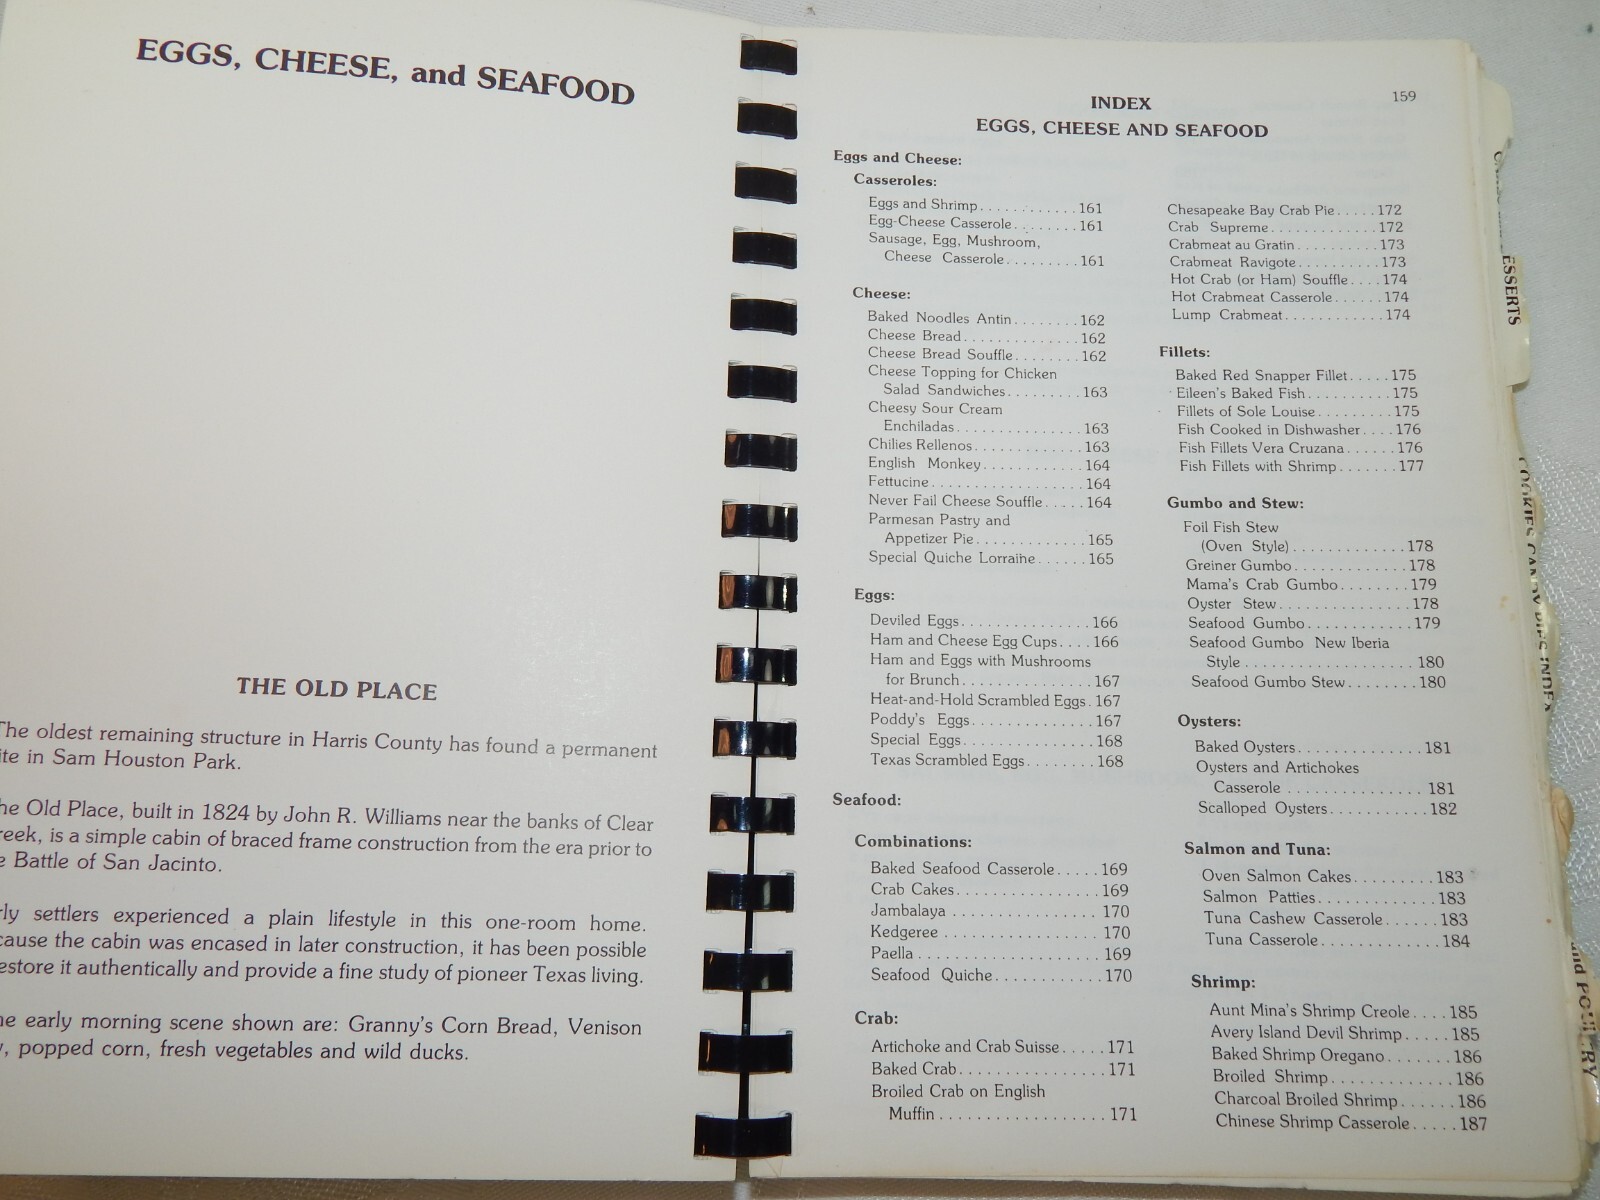 EGGS, CHEESE, and SEAFOOD
THE OLD PLACE
The oldest remaining structure in Harris County has found a permanent
ite in Sam Houston Park.
he Old Place, built in 1824 by John R. Williams near the banks of Clear
reek, is a simple cabin of braced frame construction from the era prior to
e Battle of San Jacinto.
rly settlers experienced a plain lifestyle in this one-room home.
cause the cabin was encased in later construction, it has been possible
estore it authentically and provide a fine study of pioneer Texas living.
ne early morning scene shown are: Granny's Corn Bread, Venison
, popped corn, fresh vegetables and wild ducks.
159
INDEX
EGGS, CHEESE AND SEAFOOD
Eggs and Cheese:
Casseroles:
Eggs and Shrimp . . . . . . . . . . . . 161
Egg-Cheese Casserole . . . . . . . . 161
Sausage, Egg, Mushroom,
Cheese Casserole . . . . . . . . . 161
Cheese:
Baked Noodles Antin . . . . . . . . 162
Cheese Bread . . . . . . . . . . . . . . 162
Cheese Bread Souffle . . . . . . . . 162
Cheese Topping for Chicken
Salad Sandwiches . . . . . . . . . 163
Cheesy Sour Cream
Enchiladas . . . . . . . . . . . . . . . 163
Chilies Rellenos . . . . . . . . . . . . . 163
English Monkey . . . . . . . . . . . . 164
Fettucine . . . . . . . . . . . . . . . . . . 164
Never Fail Cheese Souffle . . . . . 164
Parmesan Pastry and
Appetizer Pie . . . . . . . . . . . . . 165
Special Quiche Lorraine . . . . . . 165
Eggs:
Deviled Eggs . . . . . . . . . . . . . . . 166
Ham and Cheese Egg Cups . . . . 166
Ham and Eggs with Mushrooms
for Brunch . . . . . . . . . . . . . . . 167
Heat-and-Hold Scrambled Eggs . 167
Poddy's Eggs . . . . . . . . . . . . . . 167
Special Eggs . . . . . . . . . . . . . . . 168
Texas Scrambled Eggs . . . . . . . . 168
Seafood:
Combinations:
Baked Seafood Casserole . . . . . 169
Crab Cakes . . . . . . . . . . . . . . . . 169
Jambalaya . . . . . . . . . . . . . . . . 170
Kedgeree . . . . . . . . . . . . . . . . . 170
Paella . . . . . . . . . . . . . . . . . . . . 169
Seafood Quiche . . . . . . . . . . . . 170
Crab:
Artichoke and Crab Suisse . . . . . 171
Baked Crab . . . . . . . . . . . . . . . . 171
Broiled Crab on English
Muffin . . . . . . . . . . . . . . . . . . 171
Chesapeake Bay Crab Pie . . . . . 172
Crab Supreme . . . . . . . . . . . . . 172
Crabmeat au Gratin . . . . . . . . . . 173
Crabmeat Ravigote . . . . . . . . . . 173
Hot Crab (or Ham) Souffle . . . . 174
Hot Crabmeat Casserole . . . . . . 174
Lump Crabmeat . . . . . . . . . . . . 174
Fillets:
Baked Red Snapper Fillet . . . . . 175
Eileen's Baked Fish . . . . . . . . . . 175
Fillets of Sole Louise . . . . . . . . . 175
Fish Cooked in Dishwasher . . . . 176
Fish Fillets Vera Cruzana . . . . . . 176
Fish Fillets with Shrimp . . . . . . . 177
Gumbo and Stew:
Foil Fish Stew
(Oven Style) . . . . . . . . . . . . . 178
Greiner Gumbo . . . . . . . . . . . . . 178
Mama's Crab Gumbo . . . . . . . . 179
Oyster Stew . . . . . . . . . . . . . . . 178
Seafood Gumbo . . . . . . . . . . . . 179
Seafood Gumbo New Iberia
Style . . . . . . . . . . . . . . . . . . . 180
Seafood Gumbo Stew . . . . . . . . 180
Oysters:
Baked Oysters . . . . . . . . . . . . . . 181
Oysters and Artichokes
Casserole . . . . . . . . . . . . . . . 181
Scalloped Oysters . . . . . . . . . . . 182
Salmon and Tuna:
Oven Salmon Cakes . . . . . . . . . 183
Salmon Patties . . . . . . . . . . . . . 183
Tuna Cashew Casserole . . . . . . 183
Tuna Casserole . . . . . . . . . . . . . 184
Shrimp:
Aunt Mina's Shrimp Creole . . . . 185
Avery Island Devil Shrimp . . . . . 185
Baked Shrimp Oregano . . . . . . . 186
Broiled Shrimp . . . . . . . . . . . . . 186
Charcoal Broiled Shrimp . . . . . . 186
Chinese Shrimp Casserole . . . . . 187
ESSERTS
COOKIES CANDY PIES INDEX
and POULTRY